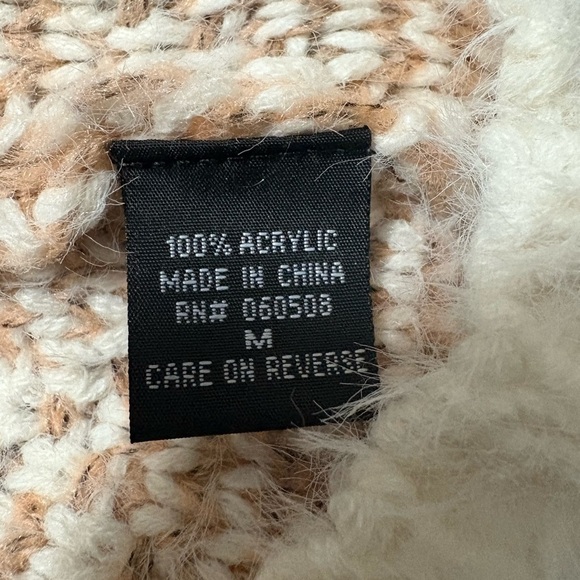 100% ACRYLIC
MADE IN CHINA
RN# 060508
M
CARE ON REVERSE